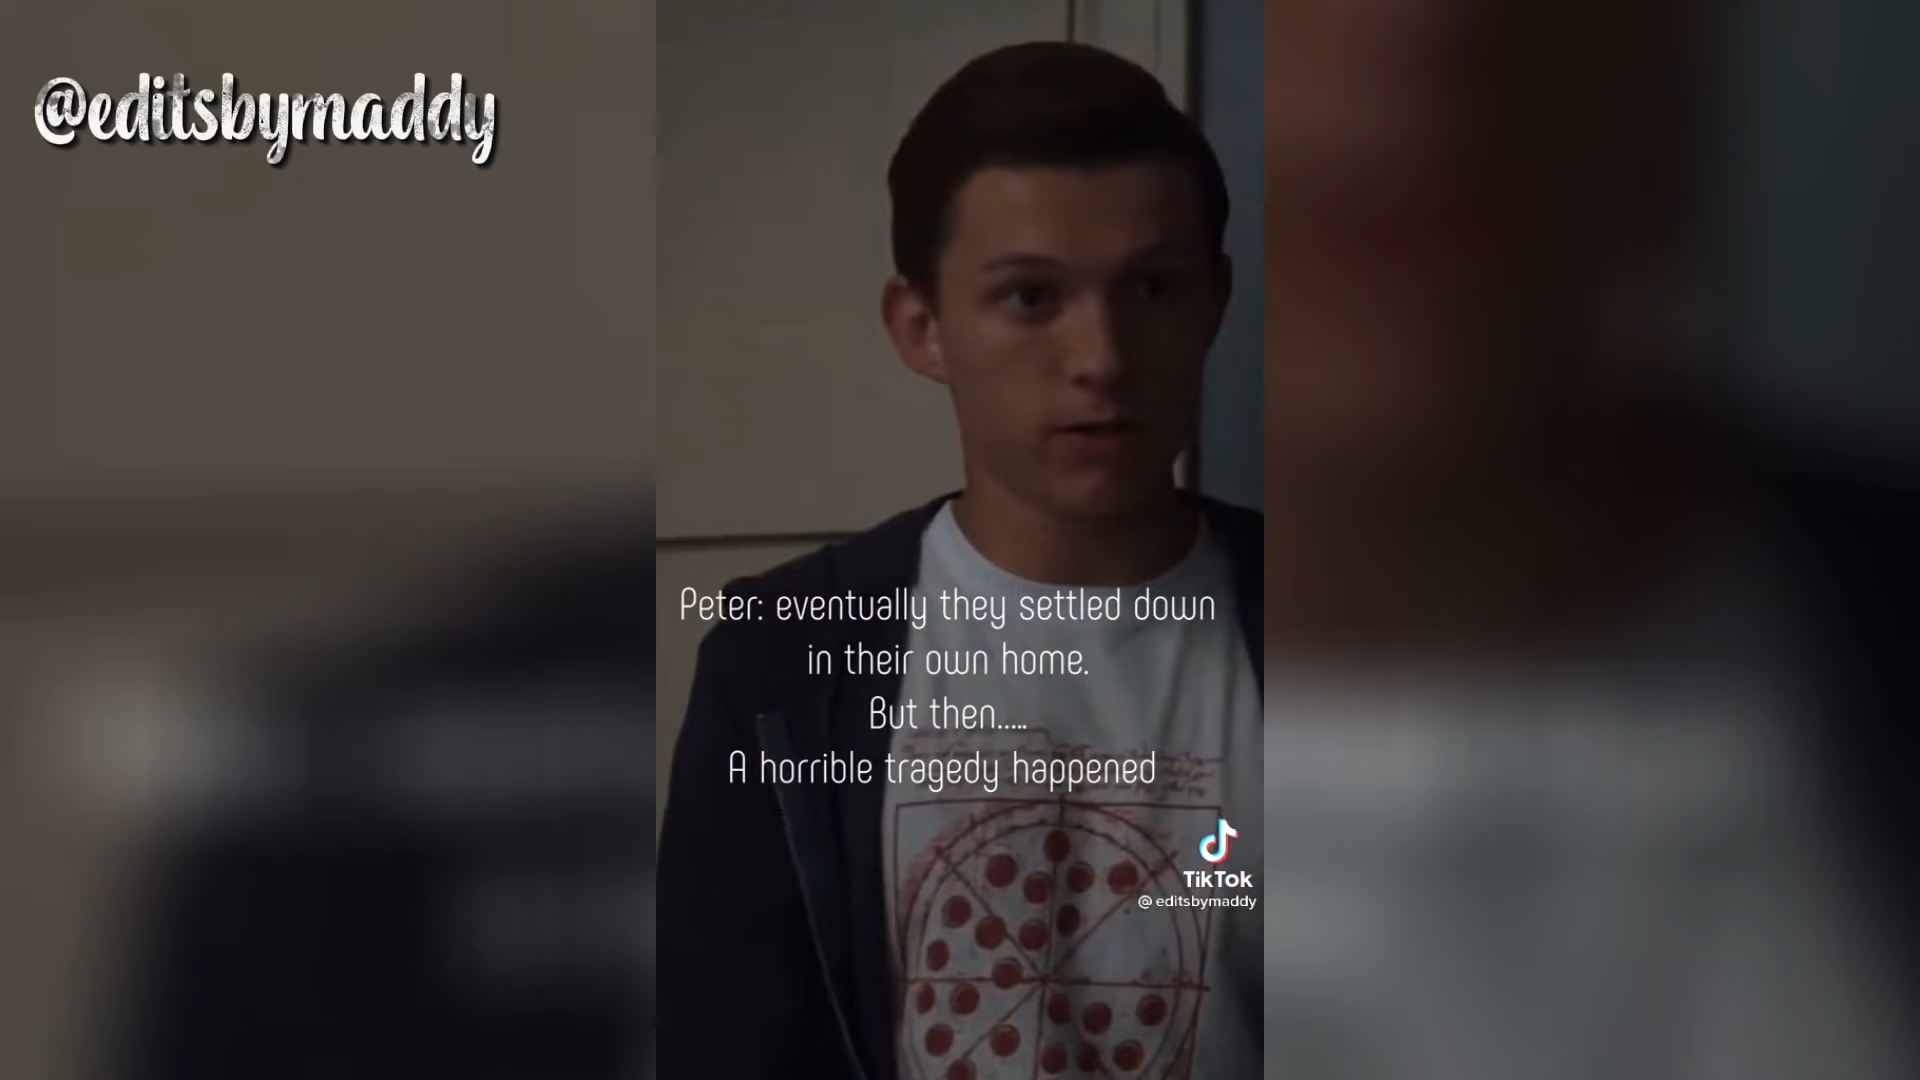 @editsbymaddy
Peter: eventually they settled down
in their own home.
But then.....
A horrible tragedy happened
TikTok
@editsbymaddy